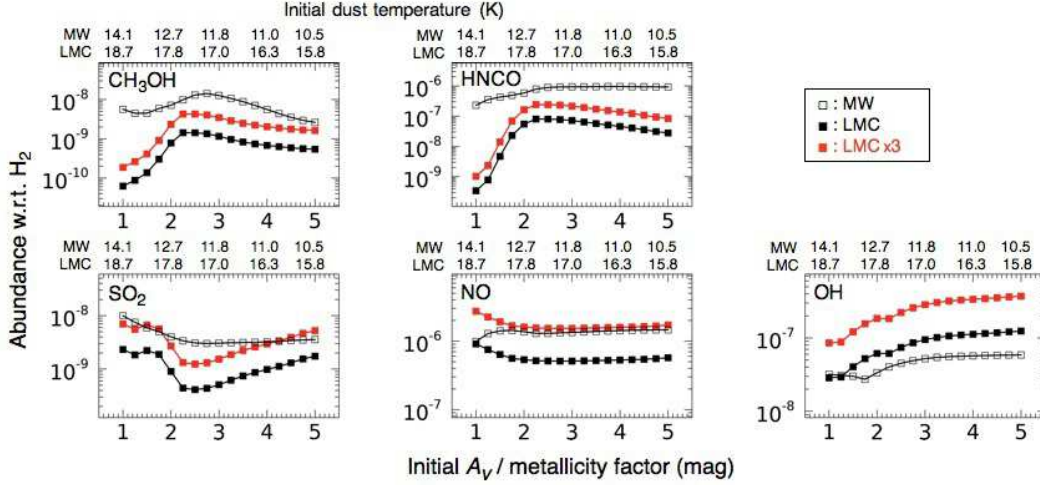 Initial dust temperature (K)
MW 14.1 12.7 11.8 11.0 10.5
LMC 18.7 17.8 17.0 16.3 15.8
MW 14.1 12.7 11.8 11.0 10.5
LMC 18.7 17.8 17.0 16.3 15.8
CH₃OH
10⁻⁸
10⁻⁹
10⁻¹⁰
1 2 3 4 5
HNCO
10⁻⁶
10⁻⁷
10⁻⁸
10⁻⁹
1 2 3 4 5
□ : MW
■ : LMC
■ : LMC x3
Abundance w.r.t. H₂
MW 14.1 12.7 11.8 11.0 10.5
LMC 18.7 17.8 17.0 16.3 15.8
MW 14.1 12.7 11.8 11.0 10.5
LMC 18.7 17.8 17.0 16.3 15.8
MW 14.1 12.7 11.8 11.0 10.5
LMC 18.7 17.8 17.0 16.3 15.8
SO₂
10⁻⁸
10⁻⁹
1 2 3 4 5
NO
10⁻⁶
10⁻⁷
1 2 3 4 5
OH
10⁻⁷
10⁻⁸
1 2 3 4 5
Initial Aᵥ / metallicity factor (mag)